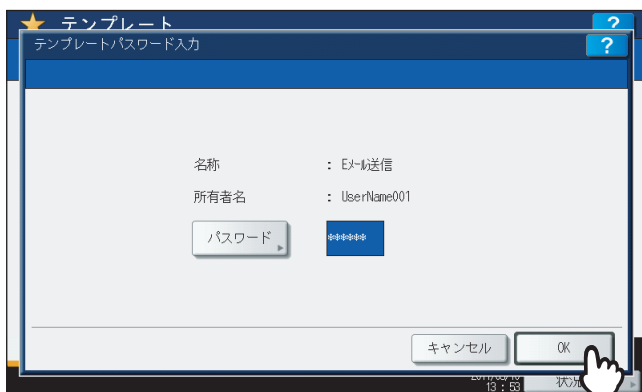 テンプレート
?
テンプレートパスワード入力
?
名称 : Eメール送信
所有者名 : UserName001
パスワード ******
キャンセル OK
13 : 53
状況